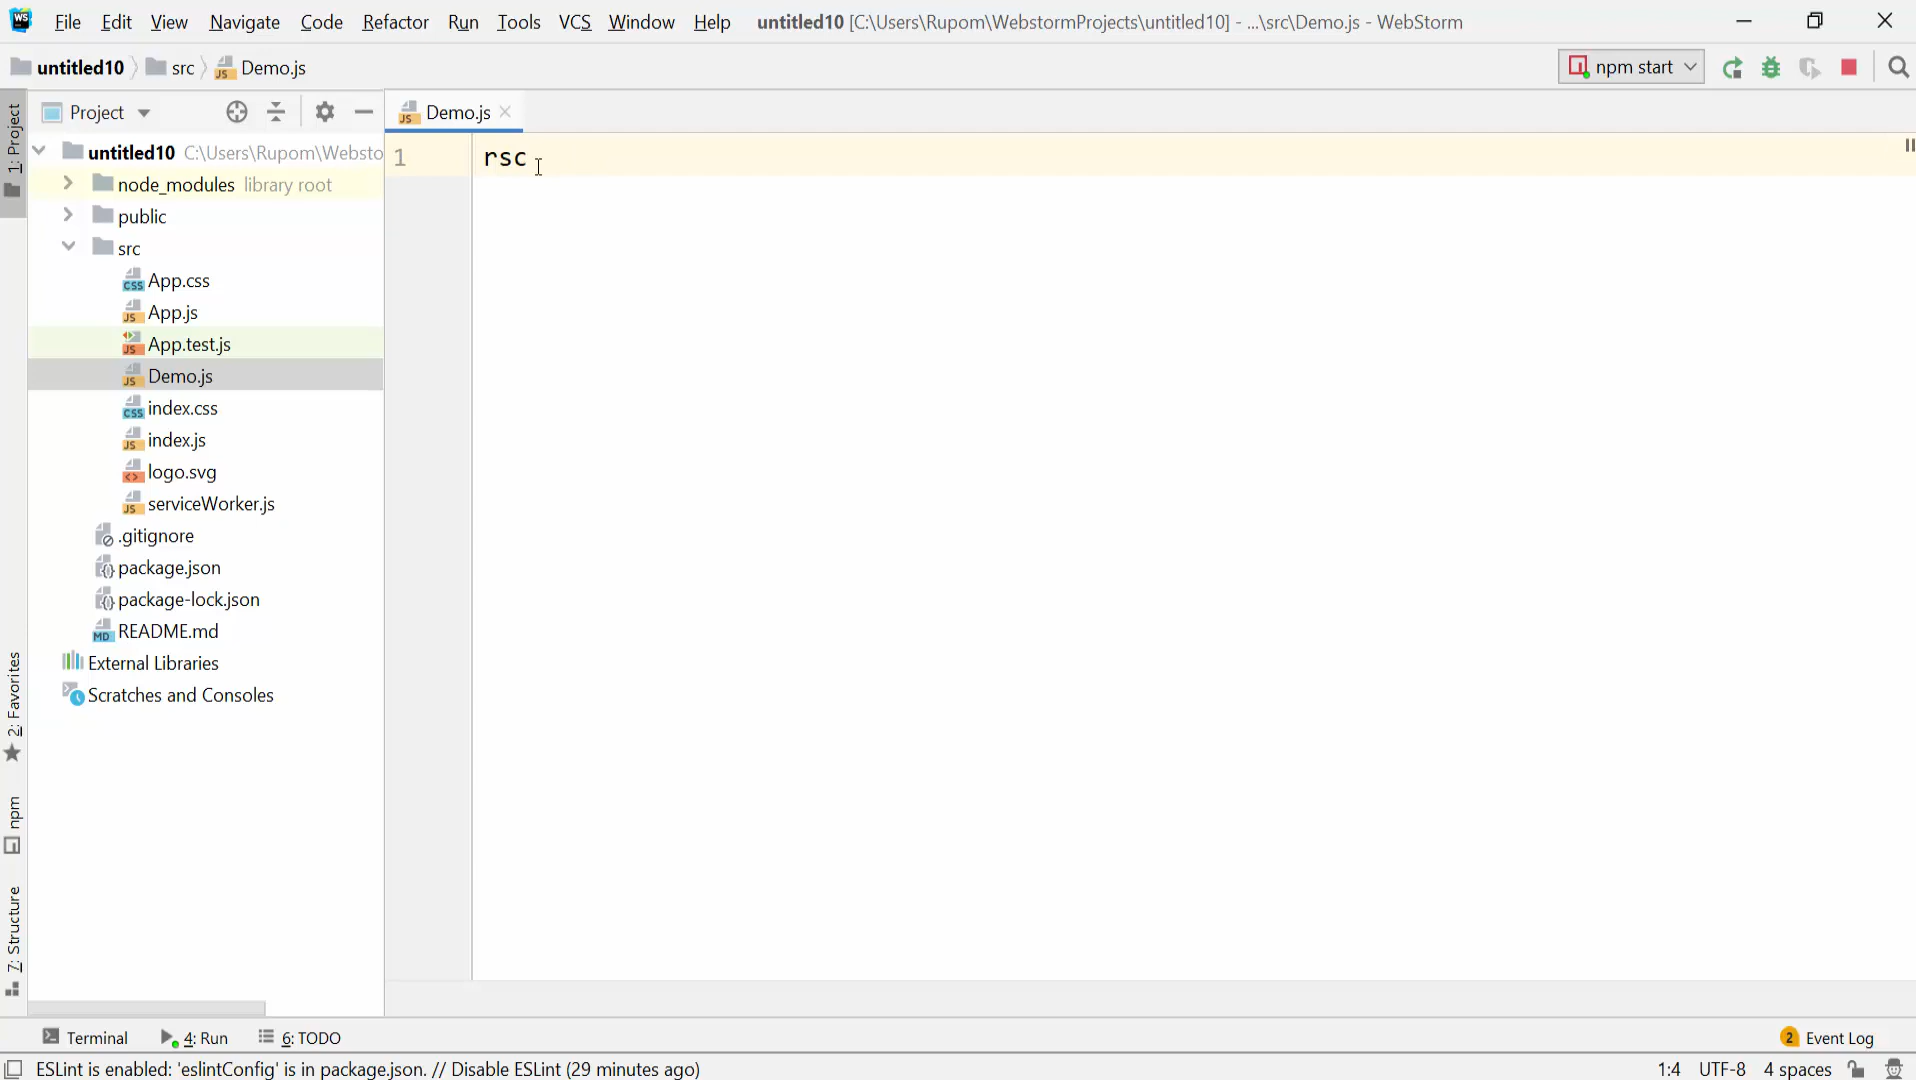 WS File Edit View Navigate Code Refactor Run Tools VCS Window Help untitled10 [C:\Users\Rupom\WebstormProjects\untitled10] - ...\src\Demo.js - WebStorm
untitled10 src Demo.js npm start
Project Demo.js
1: Project
untitled10 C:\Users\Rupom\Websto
1 rsc
node_modules library root
public
src
App.css
App.js
App.test.js
Demo.js
index.css
index.js
logo.svg
serviceWorker.js
.gitignore
package.json
package-lock.json
README.md
External Libraries
Scratches and Consoles
2: Favorites
npm
7: Structure
Terminal 4: Run 6: TODO 2 Event Log
ESLint is enabled: 'eslintConfig' is in package.json. // Disable ESLint (29 minutes ago) 1:4 UTF-8 4 spaces